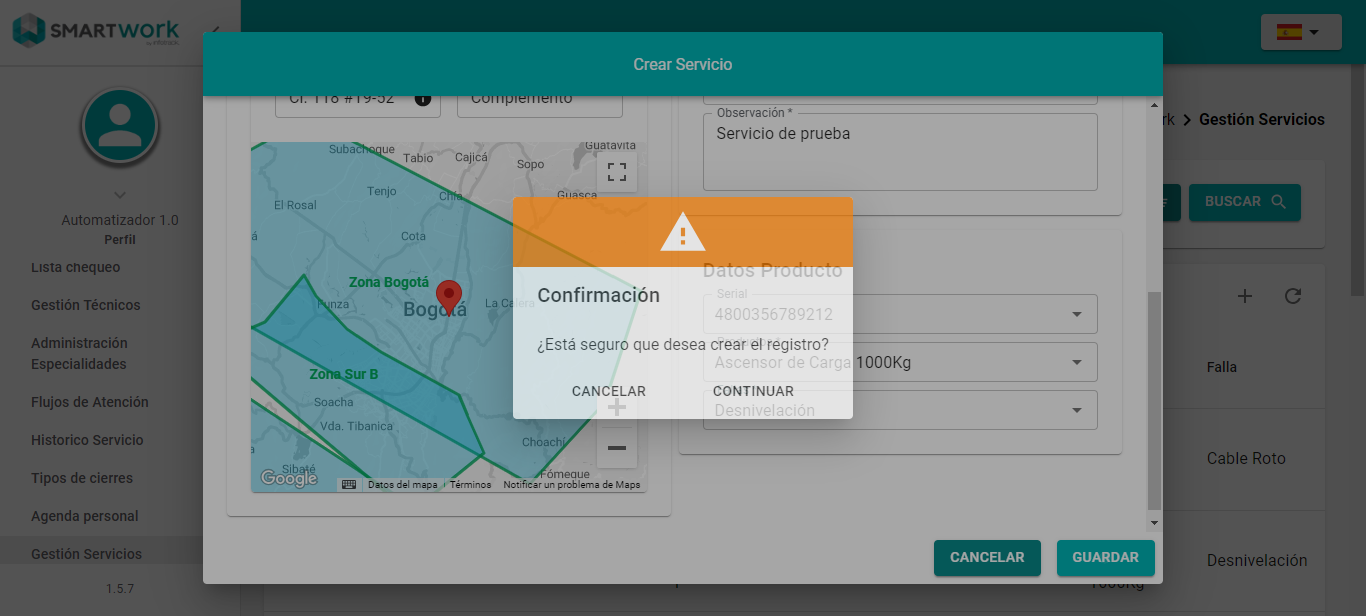 SMARTWORK
Crear Servicio
Cl. 118 #19-52
Complemento
Observación *
Servicio de prueba
rk > Gestión Servicios
BUSCAR
Automatizador 1.0
Perfil
Lista chequeo
Gestión Técnicos
Administración
Especialidades
Flujos de Atención
Historico Servicio
Tipos de cierres
Agenda personal
Gestión Servicios
1.5.7
Subachoque
Tabio
Cajicá
Sopo
Guatavita
Tenjo
Chía
Guasca
El Rosal
Cota
Zona Bogotá
Funza
Bogotá
La Calera
Zona Sur B
Soacha
Vda. Tibanica
Choachí
Sibaté
Fómeque
Google
Datos del mapa
Términos
Notificar un problema de Maps
Confirmación
¿Está seguro que desea crear el registro?
CANCELAR
CONTINUAR
Datos Producto
Serial
4800356789212
Ascensor de Carga 1000Kg
Desnivelación
CANCELAR
GUARDAR
Falla
Cable Roto
Desnivelación
1000Kg